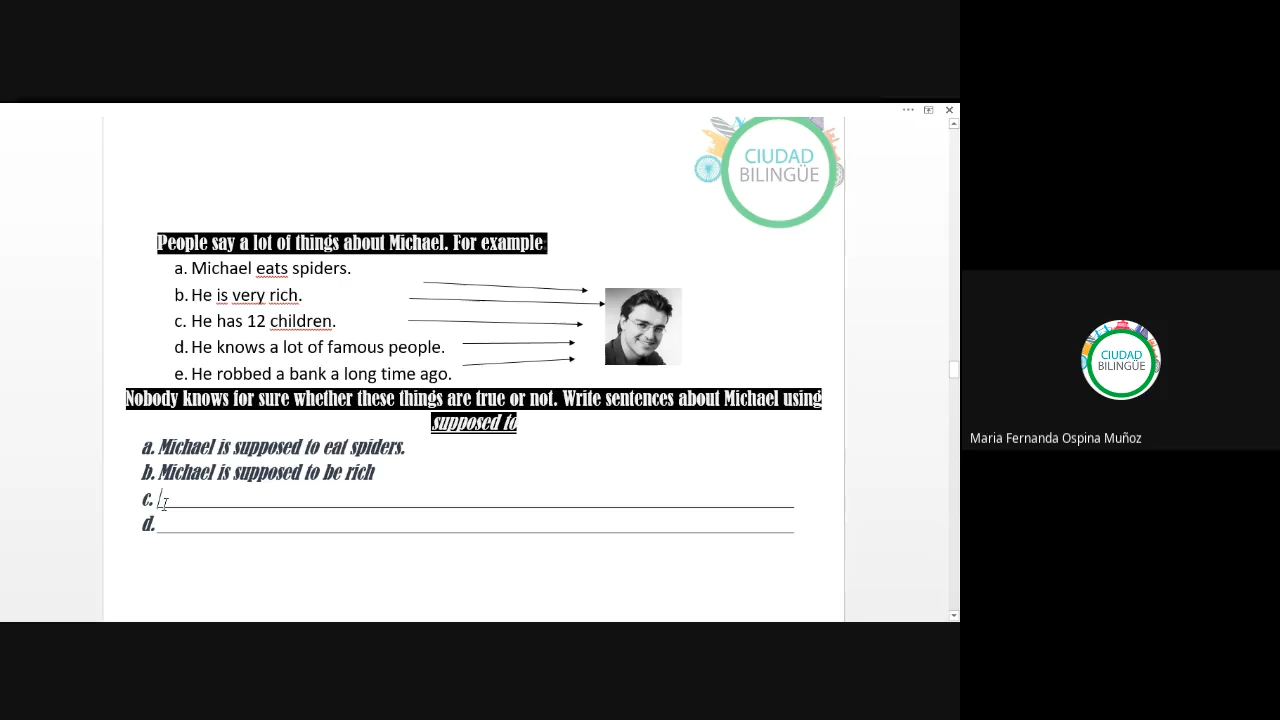 CIUDAD
BILINGÜE
People say a lot of things about Michael. For example:
a. Michael eats spiders.
b. He is very rich.
c. He has 12 children.
d. He knows a lot of famous people.
e. He robbed a bank a long time ago.
Nobody knows for sure whether these things are true or not. Write sentences about Michael using
supposed to
a. Michael is supposed to eat spiders.
b. Michael is supposed to be rich
c.
d.
CIUDAD
BILINGÜE
Maria Fernanda Ospina Muñoz